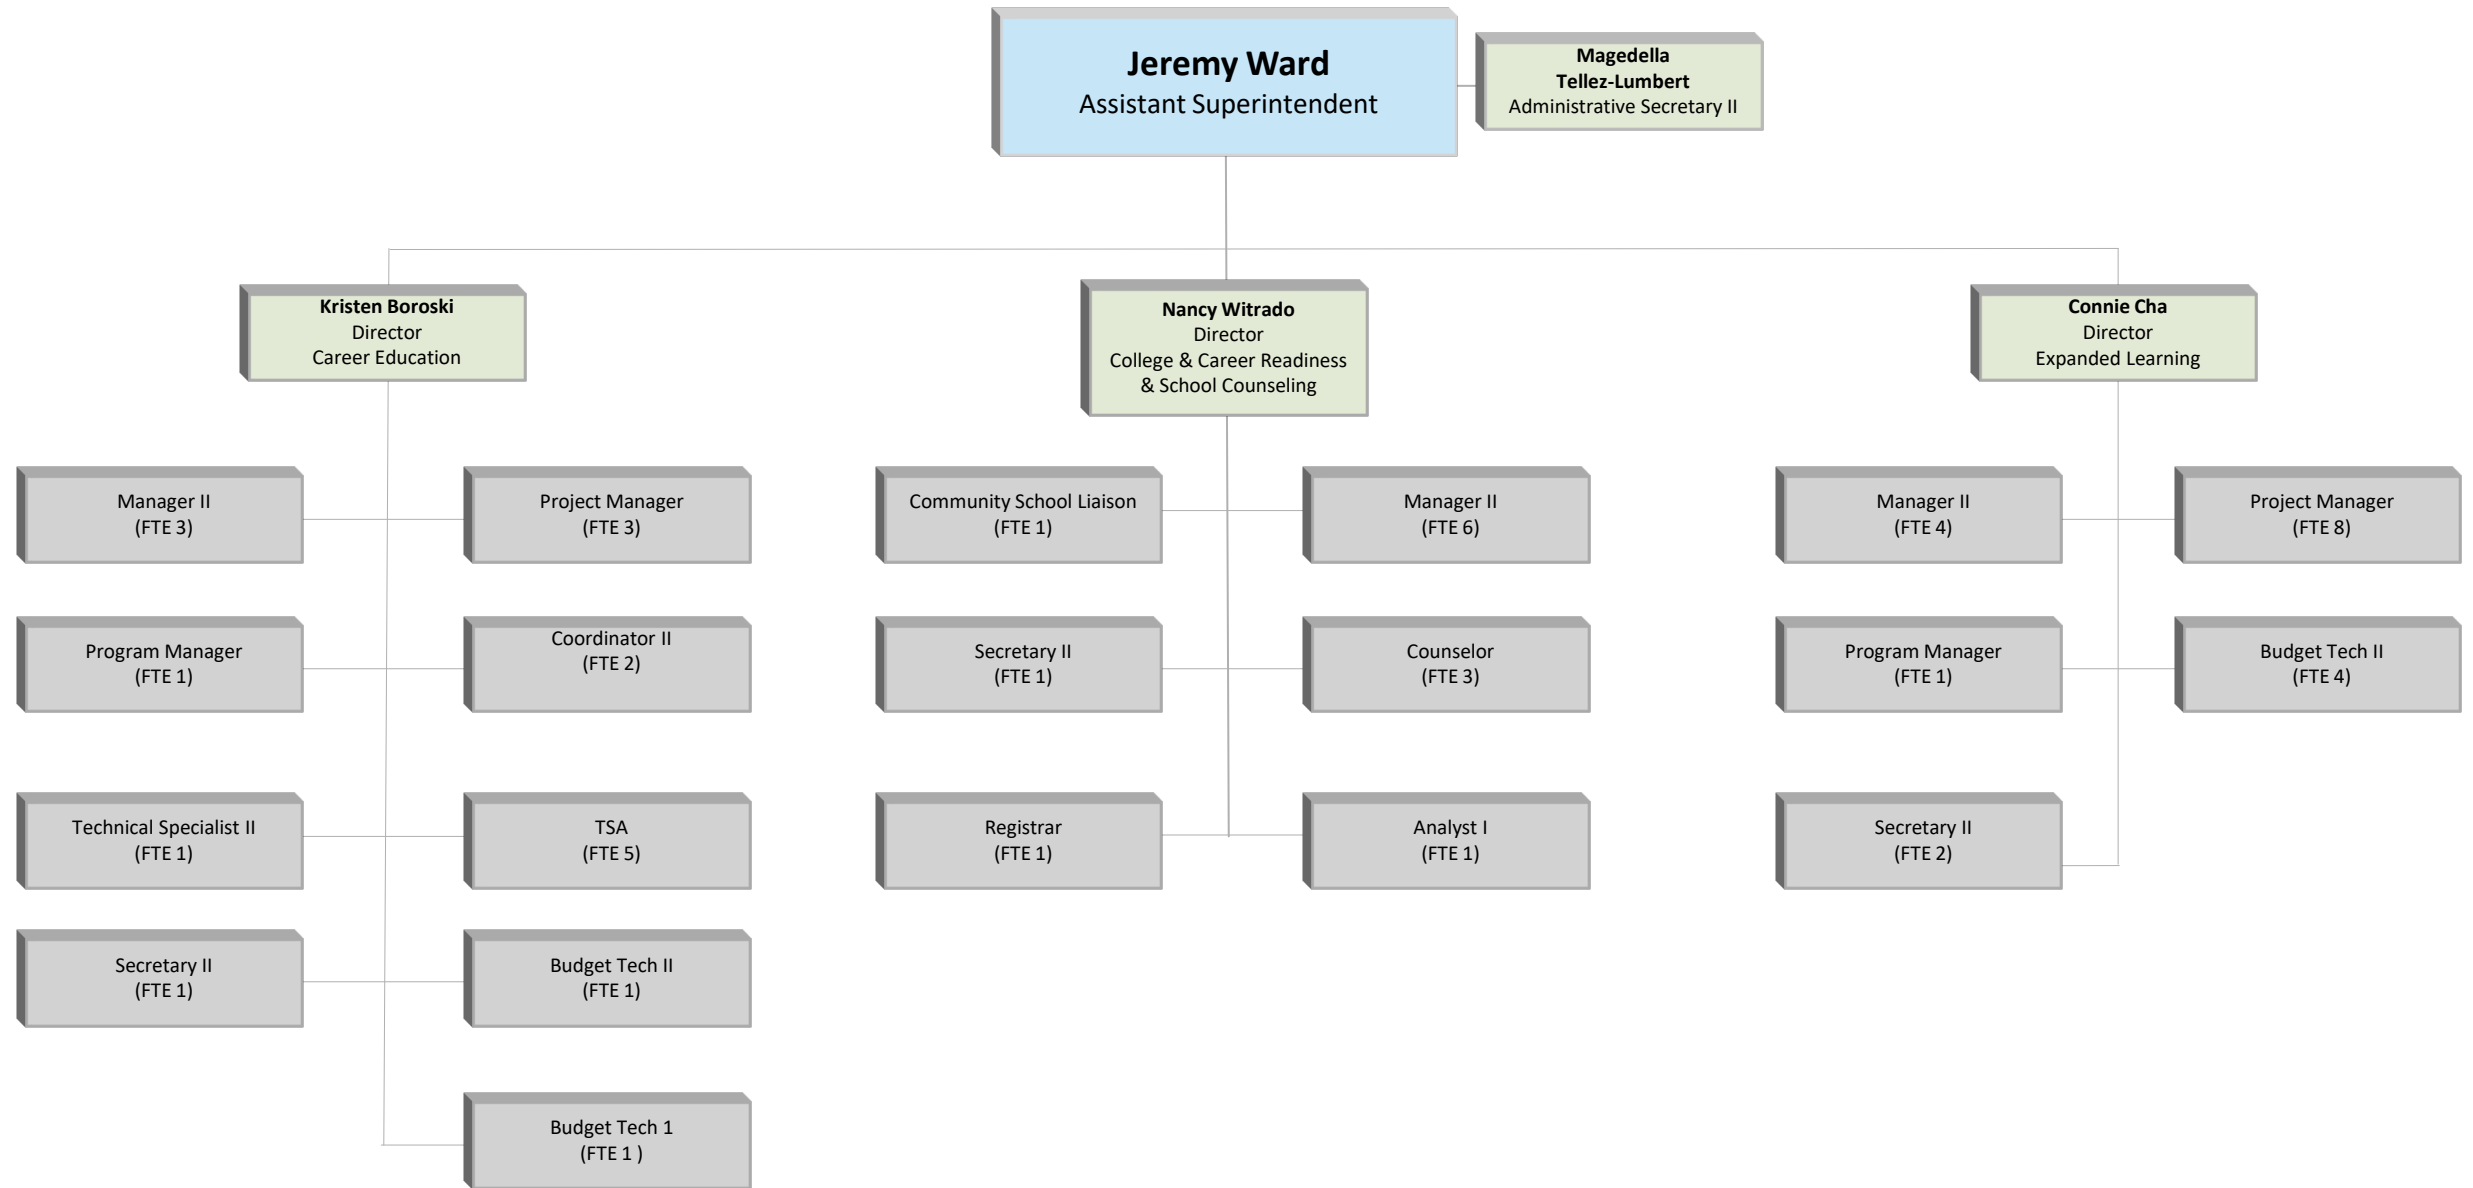 Jeremy Ward
Assistant Superintendent
Magedella
Tellez-Lumbert
Administrative Secretary II
Kristen Boroski
Director
Career Education
Nancy Witrado
Director
College & Career Readiness
& School Counseling
Connie Cha
Director
Expanded Learning
Manager II
(FTE 3)
Project Manager
(FTE 3)
Community School Liaison
(FTE 1)
Manager II
(FTE 6)
Manager II
(FTE 4)
Project Manager
(FTE 8)
Program Manager
(FTE 1)
Coordinator II
(FTE 2)
Secretary II
(FTE 1)
Counselor
(FTE 3)
Program Manager
(FTE 1)
Budget Tech II
(FTE 4)
Technical Specialist II
(FTE 1)
TSA
(FTE 5)
Registrar
(FTE 1)
Analyst I
(FTE 1)
Secretary II
(FTE 2)
Secretary II
(FTE 1)
Budget Tech II
(FTE 1)
Budget Tech 1
(FTE 1 )